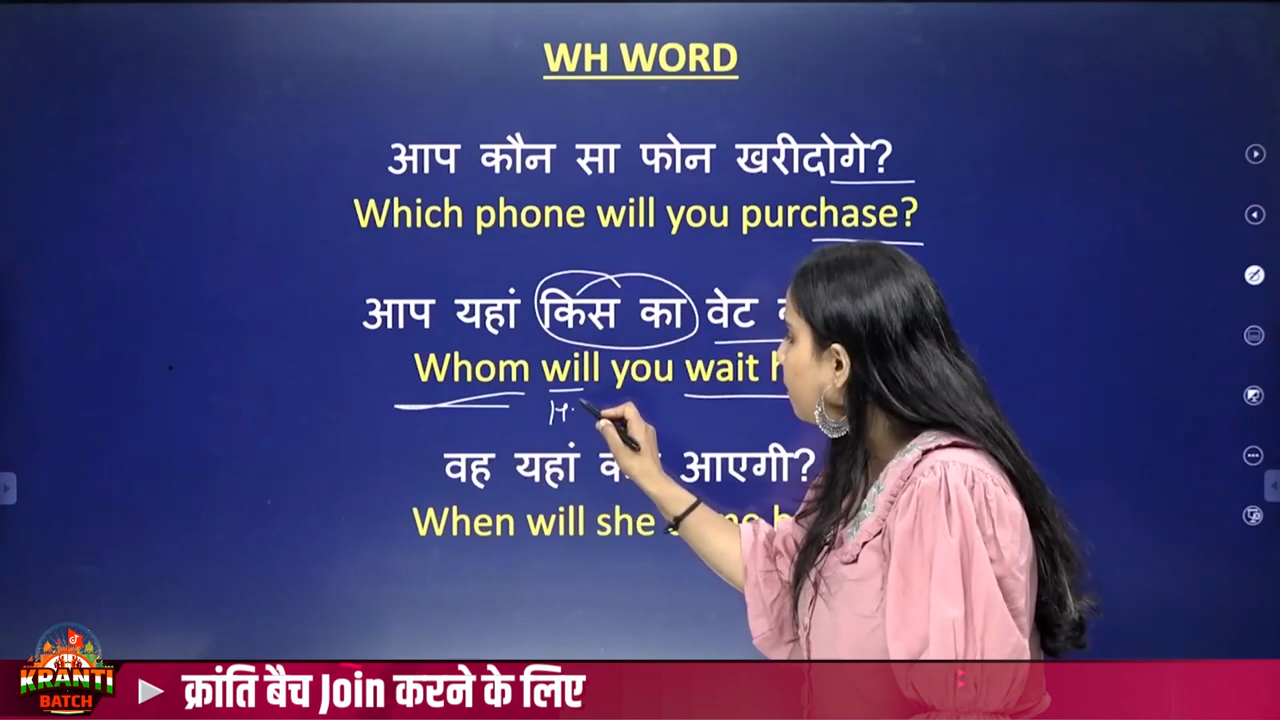 WH WORD
आप कौन सा फोन खरीदोगे?
Which phone will you purchase?
आप यहां किस का वेट
Whom will you wait
H.
वह यहां आएगी?
When will she
KRANTI
BATCH
क्रांति बैच Join करने के लिए